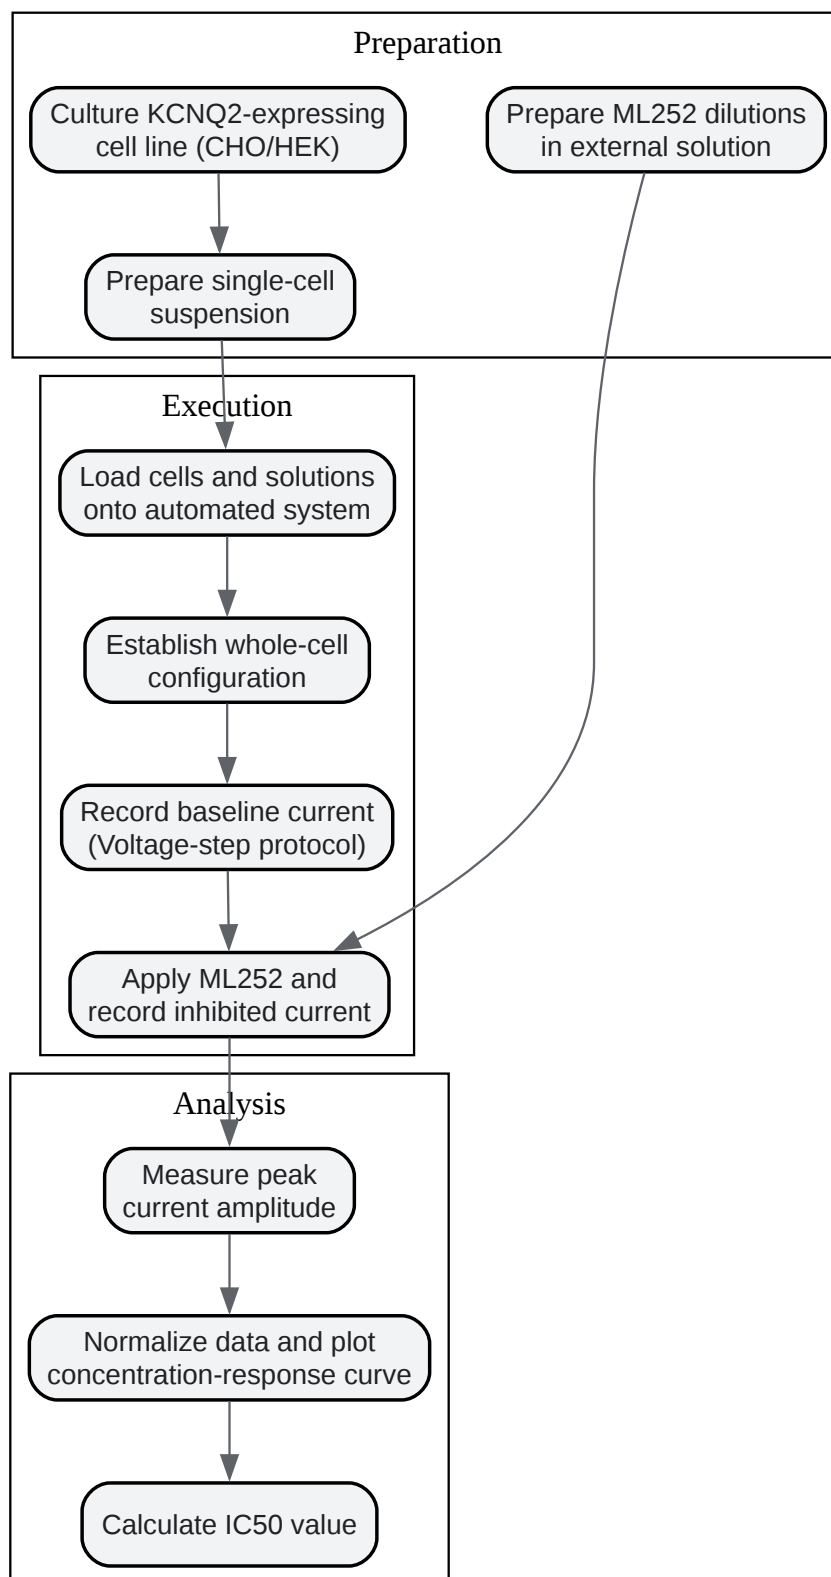 Preparation
Culture KCNQ2-expressing
cell line (CHO/HEK)
Prepare ML252 dilutions
in external solution
Prepare single-cell
suspension
Execution
Load cells and solutions
onto automated system
Establish whole-cell
configuration
Record baseline current
(Voltage-step protocol)
Apply ML252 and
record inhibited current
Analysis
Measure peak
current amplitude
Normalize data and plot
concentration-response curve
Calculate IC50 value